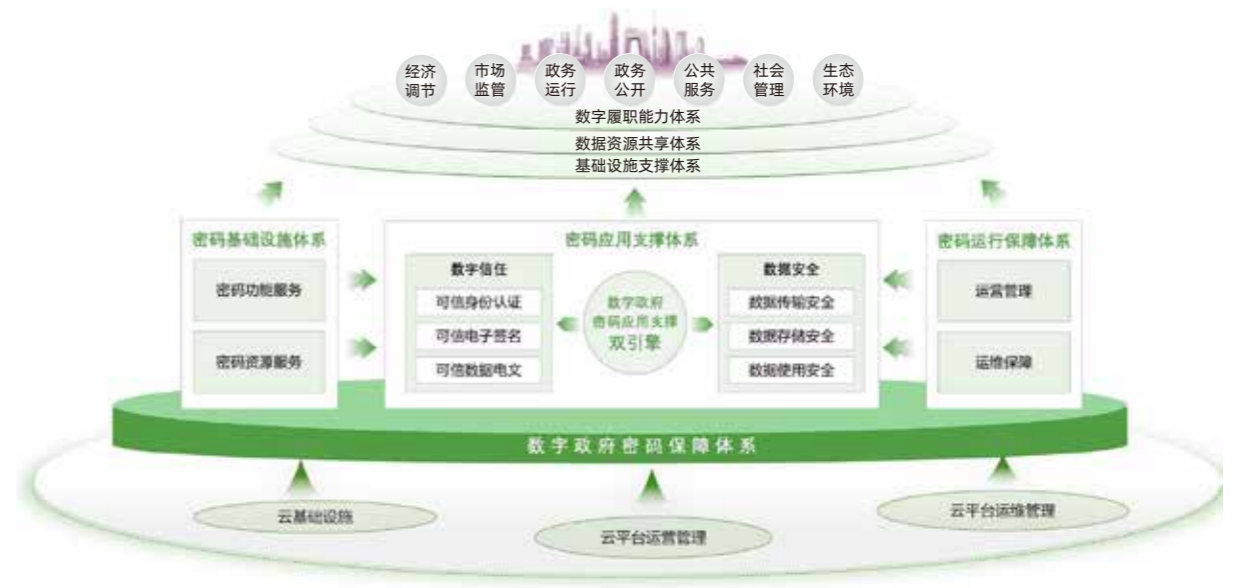 经济
调节
市场
监管
政务
运行
政务
公开
公共
服务
社会
管理
生态
环境
数字履职能力体系
数据资源共享体系
基础设施支撑体系
密码基础设施体系
密码功能服务
密码资源服务
密码应用支撑体系
数字信任
可信身份认证
可信电子签名
可信数据电文
数字政府
密码应用支撑
双引擎
数据安全
数据传输安全
数据存储安全
数据使用安全
密码运行保障体系
运营管理
运维保障
数字政府密码保障体系
云基础设施
云平台运营管理
云平台运维管理